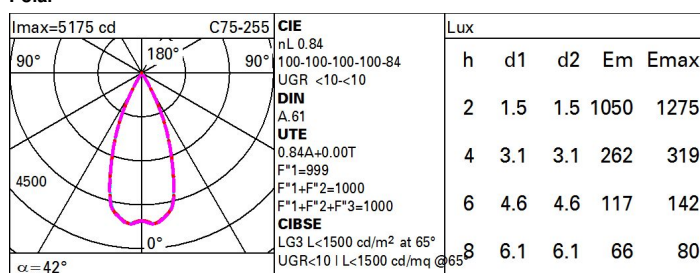 Imax=5175 cd C75-255
90° 180° 90°
4500
0°
α=42°
CIE
nL 0.84
100-100-100-100-84
UGR <10-<10
DIN
A.61
UTE
0.84A+0.00T
F"1=999
F"1+F"2=1000
F"1+F"2+F"3=1000
CIBSE
LG3 L<1500 cd/m² at 65°
UGR<10 | L<1500 cd/mq @65°
Lux
h d1 d2 Em Emax
2 1.5 1.5 1050 1275
4 3.1 3.1 262 319
6 4.6 4.6 117 142
8 6.1 6.1 66 80